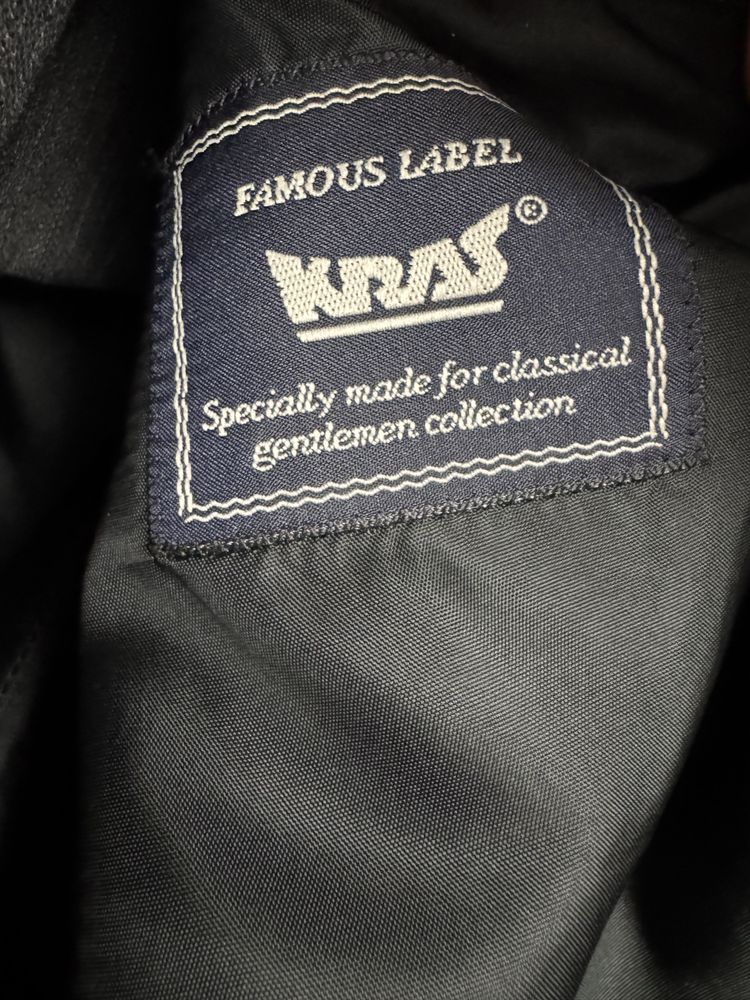 FAMOUS LABEL
KRAS®
Specially made for classical
gentlemen collection